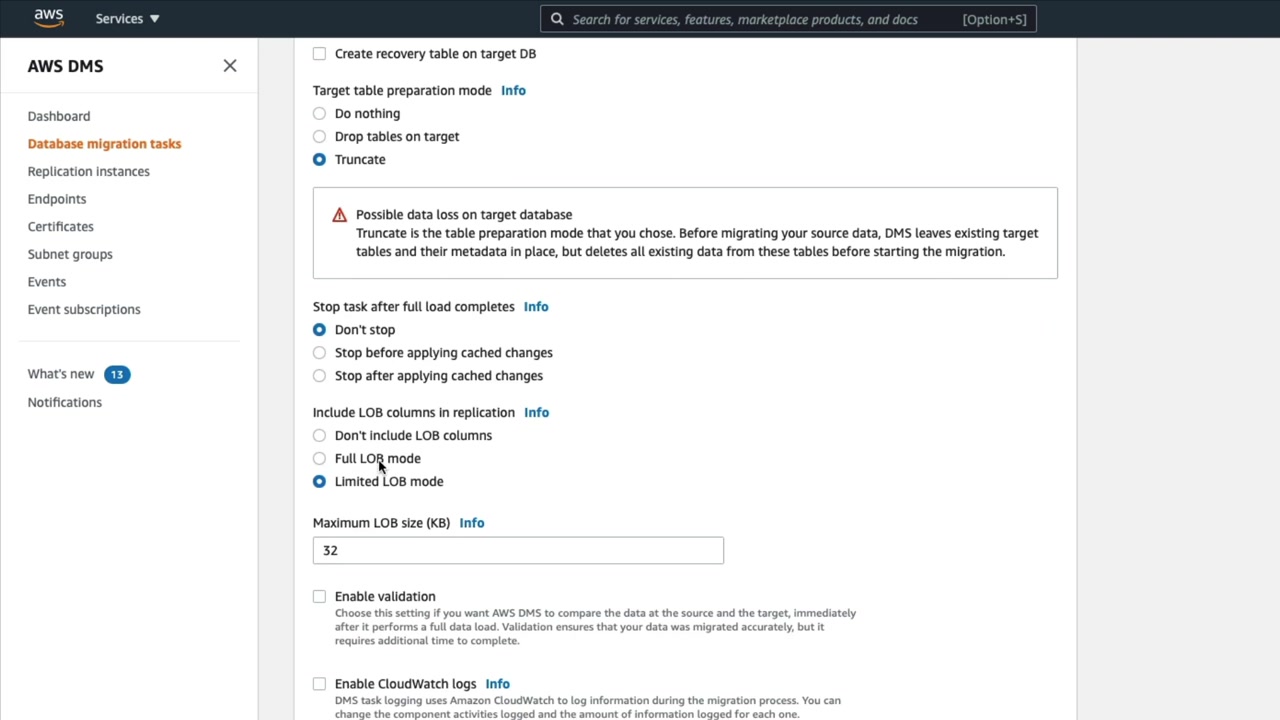 aws
Services ▼
Search for services, features, marketplace products, and docs
[Option+S]
AWS DMS
Dashboard
Database migration tasks
Replication instances
Endpoints
Certificates
Subnet groups
Events
Event subscriptions
What's new 13
Notifications
Create recovery table on target DB
Target table preparation mode Info
Do nothing
Drop tables on target
Truncate
Possible data loss on target database
Truncate is the table preparation mode that you chose. Before migrating your source data, DMS leaves existing target
tables and their metadata in place, but deletes all existing data from these tables before starting the migration.
Stop task after full load completes Info
Don't stop
Stop before applying cached changes
Stop after applying cached changes
Include LOB columns in replication Info
Don't include LOB columns
Full LOB mode
Limited LOB mode
Maximum LOB size (KB) Info
32
Enable validation
Choose this setting if you want AWS DMS to compare the data at the source and the target, immediately
after it performs a full data load. Validation ensures that your data was migrated accurately, but it
requires additional time to complete.
Enable CloudWatch logs Info
DMS task logging uses Amazon CloudWatch to log information during the migration process. You can
change the component activities logged and the amount of information logged for each one.